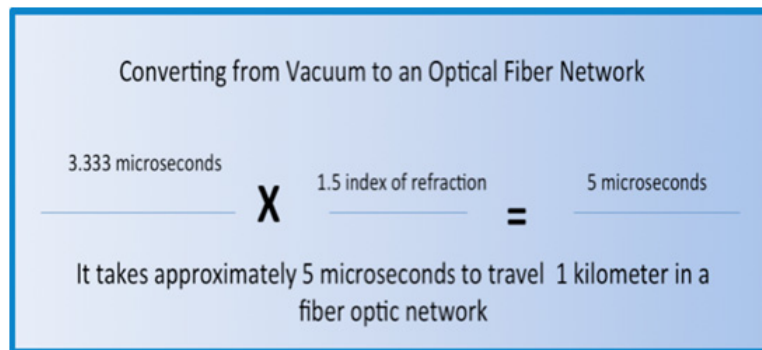 Converting from Vacuum to an Optical Fiber Network
3.333 microseconds
X
1.5 index of refraction
=
5 microseconds
It takes approximately 5 microseconds to travel 1 kilometer in a
fiber optic network